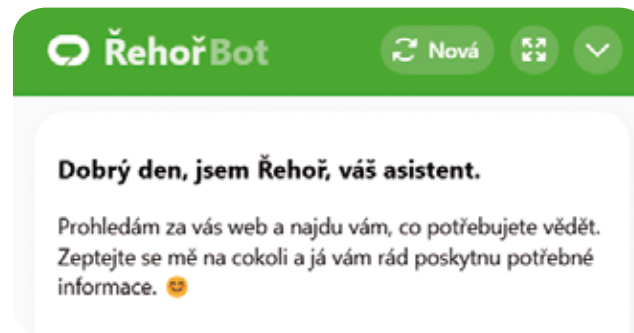 ŘehořBot
Nová
Dobrý den, jsem Řehoř, váš asistent.
Prohledám za vás web a najdu vám, co potřebujete vědět.
Zeptejte se mě na cokoli a já vám rád poskytnu potřebné
informace. 😊